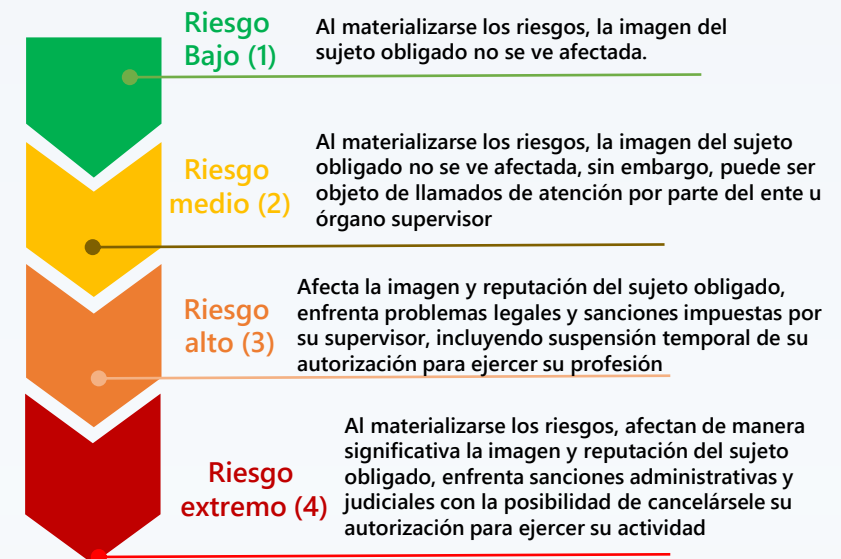 Riesgo
Bajo (1)
Al materializarse los riesgos, la imagen del
sujeto obligado no se ve afectada.
Riesgo
medio (2)
Al materializarse los riesgos, la imagen del sujeto
obligado no se ve afectada, sin embargo, puede ser
objeto de llamados de atención por parte del ente u
órgano supervisor
Riesgo
alto (3)
Afecta la imagen y reputación del sujeto obligado,
enfrenta problemas legales y sanciones impuestas por
su supervisor, incluyendo suspensión temporal de su
autorización para ejercer su profesión
Riesgo
extremo (4)
Al materializarse los riesgos, afectan de manera
significativa la imagen y reputación del sujeto
obligado, enfrenta sanciones administrativas y
judiciales con la posibilidad de cancelársele su
autorización para ejercer su actividad